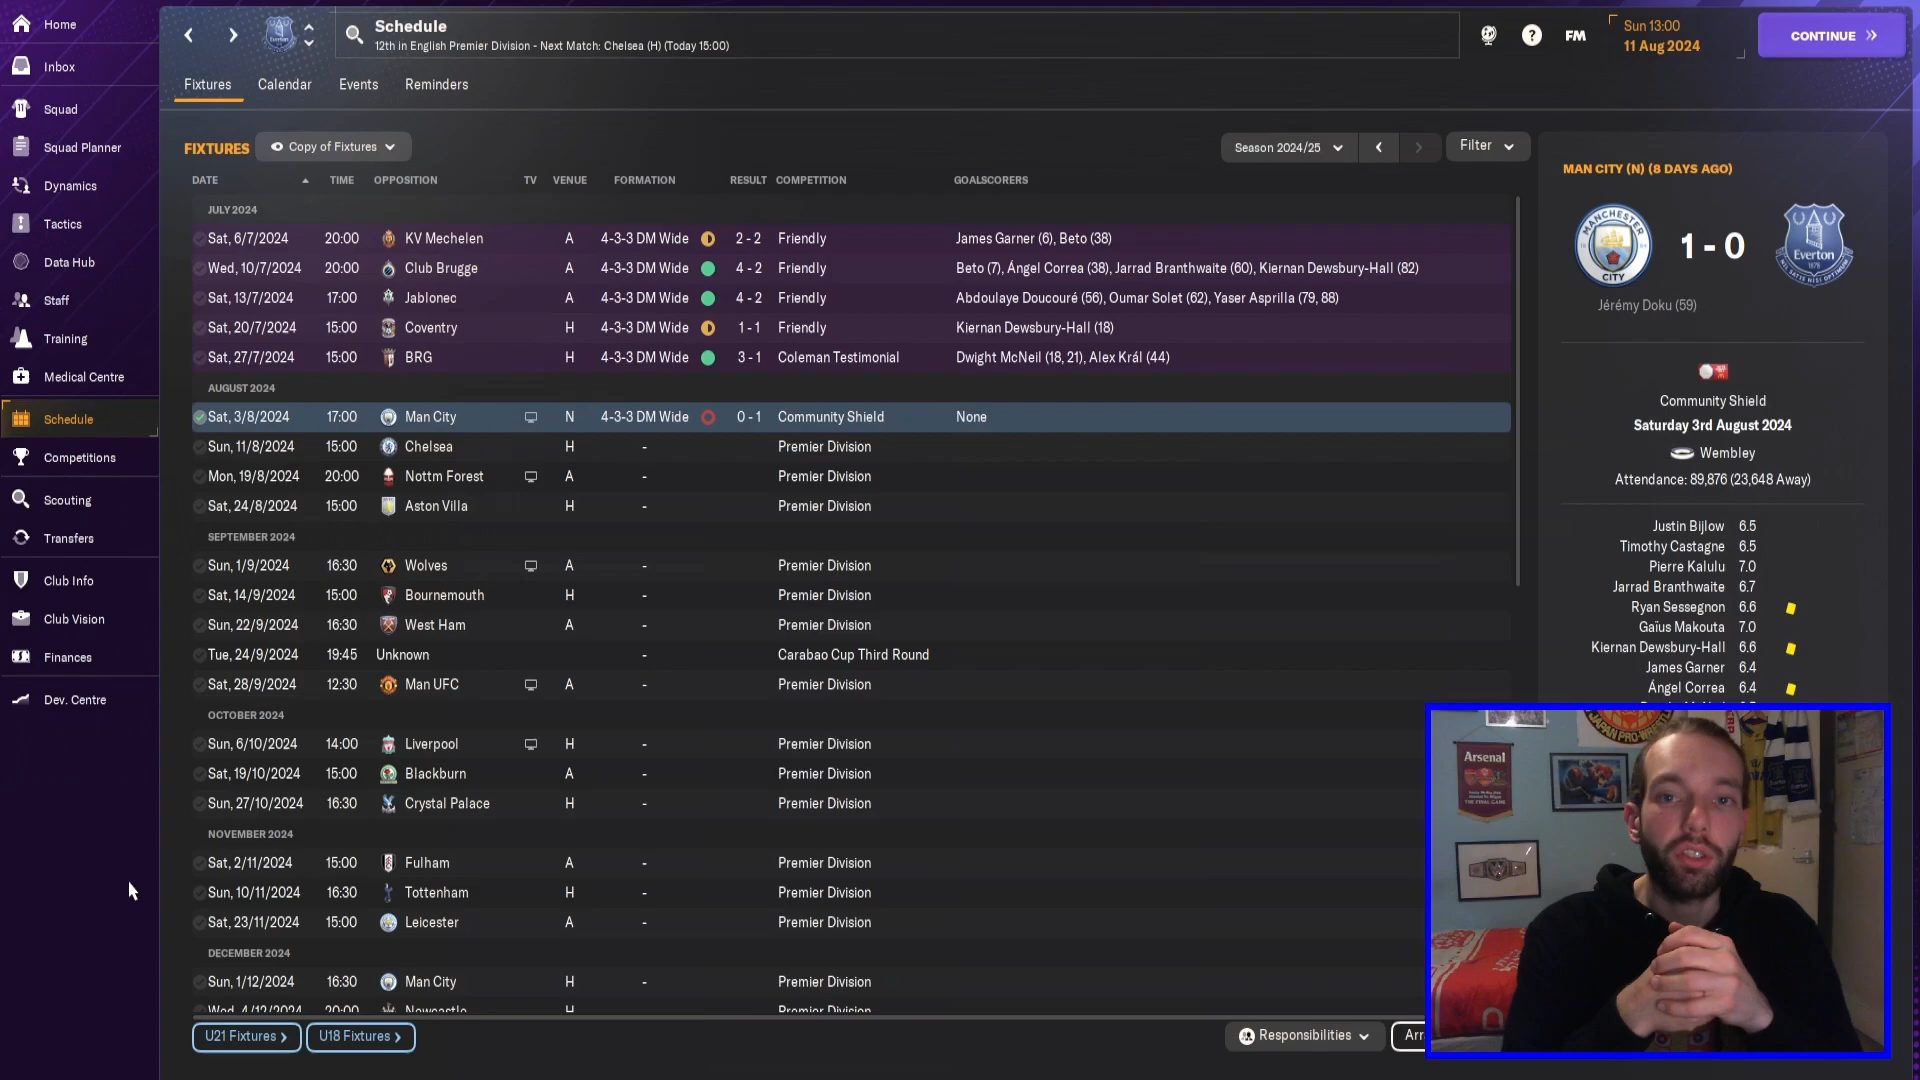 Home
Inbox
Squad
Squad Planner
Dynamics
Tactics
Data Hub
Staff
Training
Medical Centre
Schedule
Competitions
Scouting
Transfers
Club Info
Club Vision
Finances
Dev. Centre
Schedule
12th in English Premier Division - Next Match: Chelsea (H) (Today 15:00)
FM
Sun 13:00
11 Aug 2024
CONTINUE
Fixtures Calendar Events Reminders
FIXTURES Copy of Fixtures Season 2024/25 Filter
DATE TIME OPPOSITION TV VENUE FORMATION RESULT COMPETITION GOALSCORERS
JULY 2024
Sat, 6/7/2024 20:00 KV Mechelen A 4-3-3 DM Wide 2 - 2 Friendly James Garner (6), Beto (38)
Wed, 10/7/2024 20:00 Club Brugge A 4-3-3 DM Wide 4 - 2 Friendly Beto (7), Ángel Correa (38), Jarrad Branthwaite (60), Kiernan Dewsbury-Hall (82)
Sat, 13/7/2024 17:00 Jablonec A 4-3-3 DM Wide 4 - 2 Friendly Abdoulaye Doucouré (56), Oumar Solet (62), Yaser Asprilla (79, 88)
Sat, 20/7/2024 15:00 Coventry H 4-3-3 DM Wide 1 - 1 Friendly Kiernan Dewsbury-Hall (18)
Sat, 27/7/2024 15:00 BRG H 4-3-3 DM Wide 3 - 1 Coleman Testimonial Dwight McNeil (18, 21), Alex Král (44)
AUGUST 2024
Sat, 3/8/2024 17:00 Man City N 4-3-3 DM Wide 0 - 1 Community Shield None
Sun, 11/8/2024 15:00 Chelsea H - Premier Division
Mon, 19/8/2024 20:00 Nottm Forest A - Premier Division
Sat, 24/8/2024 15:00 Aston Villa H - Premier Division
SEPTEMBER 2024
Sun, 1/9/2024 16:30 Wolves A - Premier Division
Sat, 14/9/2024 15:00 Bournemouth H - Premier Division
Sun, 22/9/2024 16:30 West Ham A - Premier Division
Tue, 24/9/2024 19:45 Unknown - Carabao Cup Third Round
Sat, 28/9/2024 12:30 Man UFC A - Premier Division
OCTOBER 2024
Sun, 6/10/2024 14:00 Liverpool H - Premier Division
Sat, 19/10/2024 15:00 Blackburn A - Premier Division
Sun, 27/10/2024 16:30 Crystal Palace H - Premier Division
NOVEMBER 2024
Sat, 2/11/2024 15:00 Fulham A - Premier Division
Sun, 10/11/2024 16:30 Tottenham H - Premier Division
Sat, 23/11/2024 15:00 Leicester A - Premier Division
DECEMBER 2024
Sun, 1/12/2024 16:30 Man City H - Premier Division
Wed, 4/12/2024 20:00 Newcastle H Premier Division
U21 Fixtures U18 Fixtures Responsibilities Arr
MAN CITY (N) (8 DAYS AGO)
MANCHESTER
CITY
1 - 0
Everton
1878
Jérémy Doku (59)
Community Shield
Saturday 3rd August 2024
Wembley
Attendance: 89,876 (23,648 Away)
Justin Bijlow 6.5
Timothy Castagne 6.5
Pierre Kalulu 7.0
Jarrad Branthwaite 6.7
Ryan Sessegnon 6.6
Gaïus Makouta 7.0
Kiernan Dewsbury-Hall 6.6
James Garner 6.4
Ángel Correa 6.4
Arsenal
THE FINAL GAME